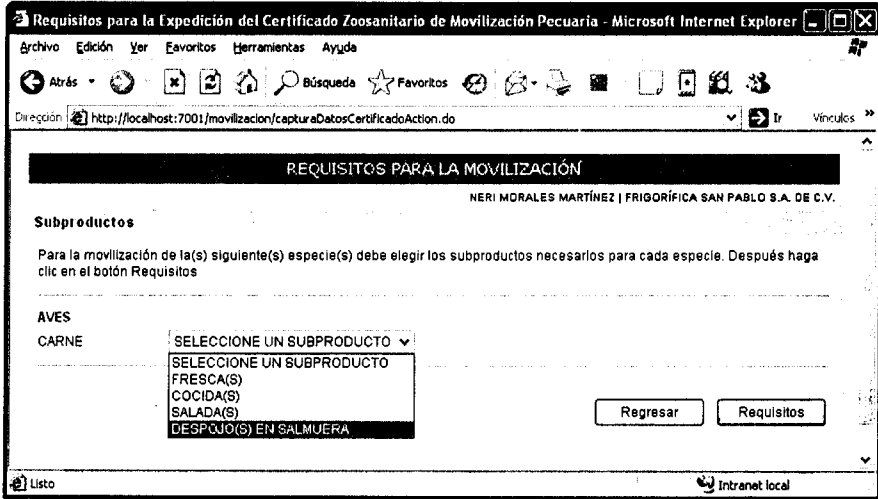 Requisitos para la Expedición del Certificado Zoosanitario de Movilización Pecuaria - Microsoft Internet Explorer
Archivo Edición Ver Favoritos Herramientas Ayuda
Atrás Búsqueda Favoritos
Dirección http://localhost:7001/movilizacion/capturaDatosCertificadoAction.do Ir Vínculos »
REQUISITOS PARA LA MOVILIZACIÓN
NERI MORALES MARTÍNEZ | FRIGORÍFICA SAN PABLO S.A. DE C.V.
Subproductos
Para la movilización de la(s) siguiente(s) especie(s) debe elegir los subproductos necesarios para cada especie. Después haga
clic en el botón Requisitos
AVES
CARNE SELECCIONE UN SUBPRODUCTO
SELECCIONE UN SUBPRODUCTO
FRESCA(S)
COCIDA(S)
SALADA(S)
DESPOJO(S) EN SALMUERA
Regresar Requisitos
Listo Intranet local